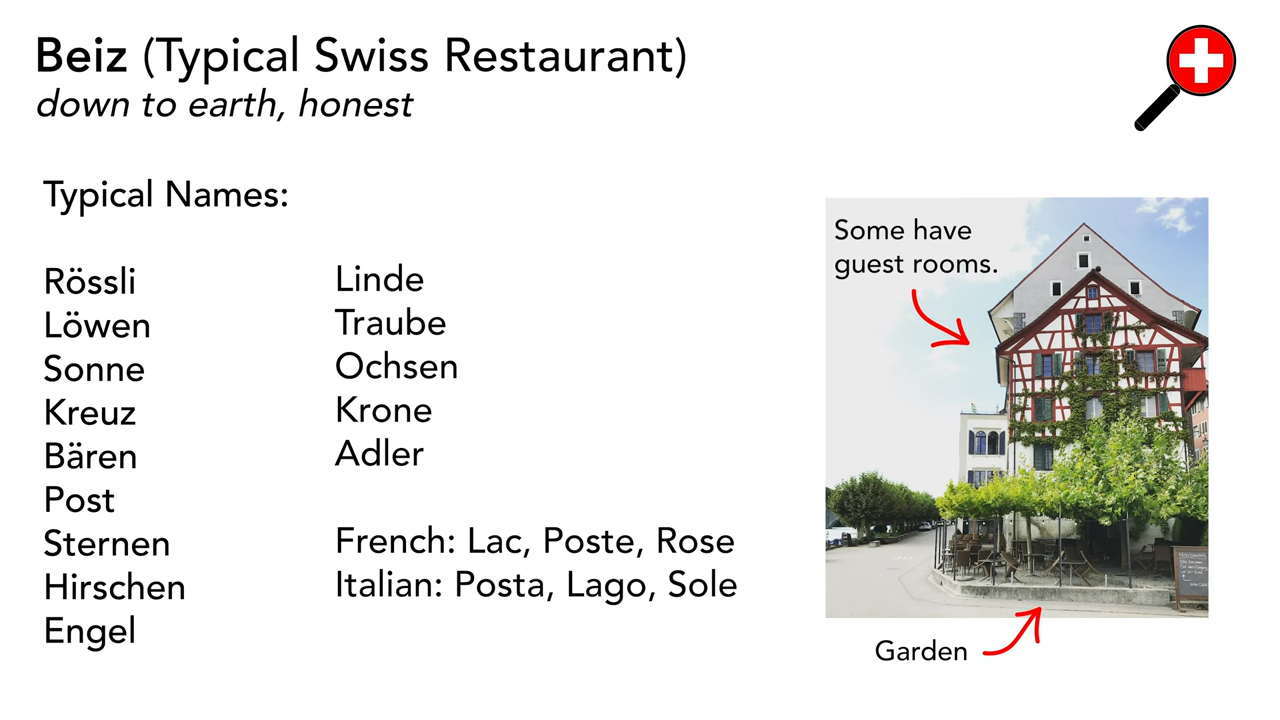 Beiz (Typical Swiss Restaurant)
down to earth, honest
Typical Names:
Rössli
Löwen
Sonne
Kreuz
Bären
Post
Sternen
Hirschen
Engel
Linde
Traube
Ochsen
Krone
Adler
French: Lac, Poste, Rose
Italian: Posta, Lago, Sole
Some have
guest rooms.
Garden